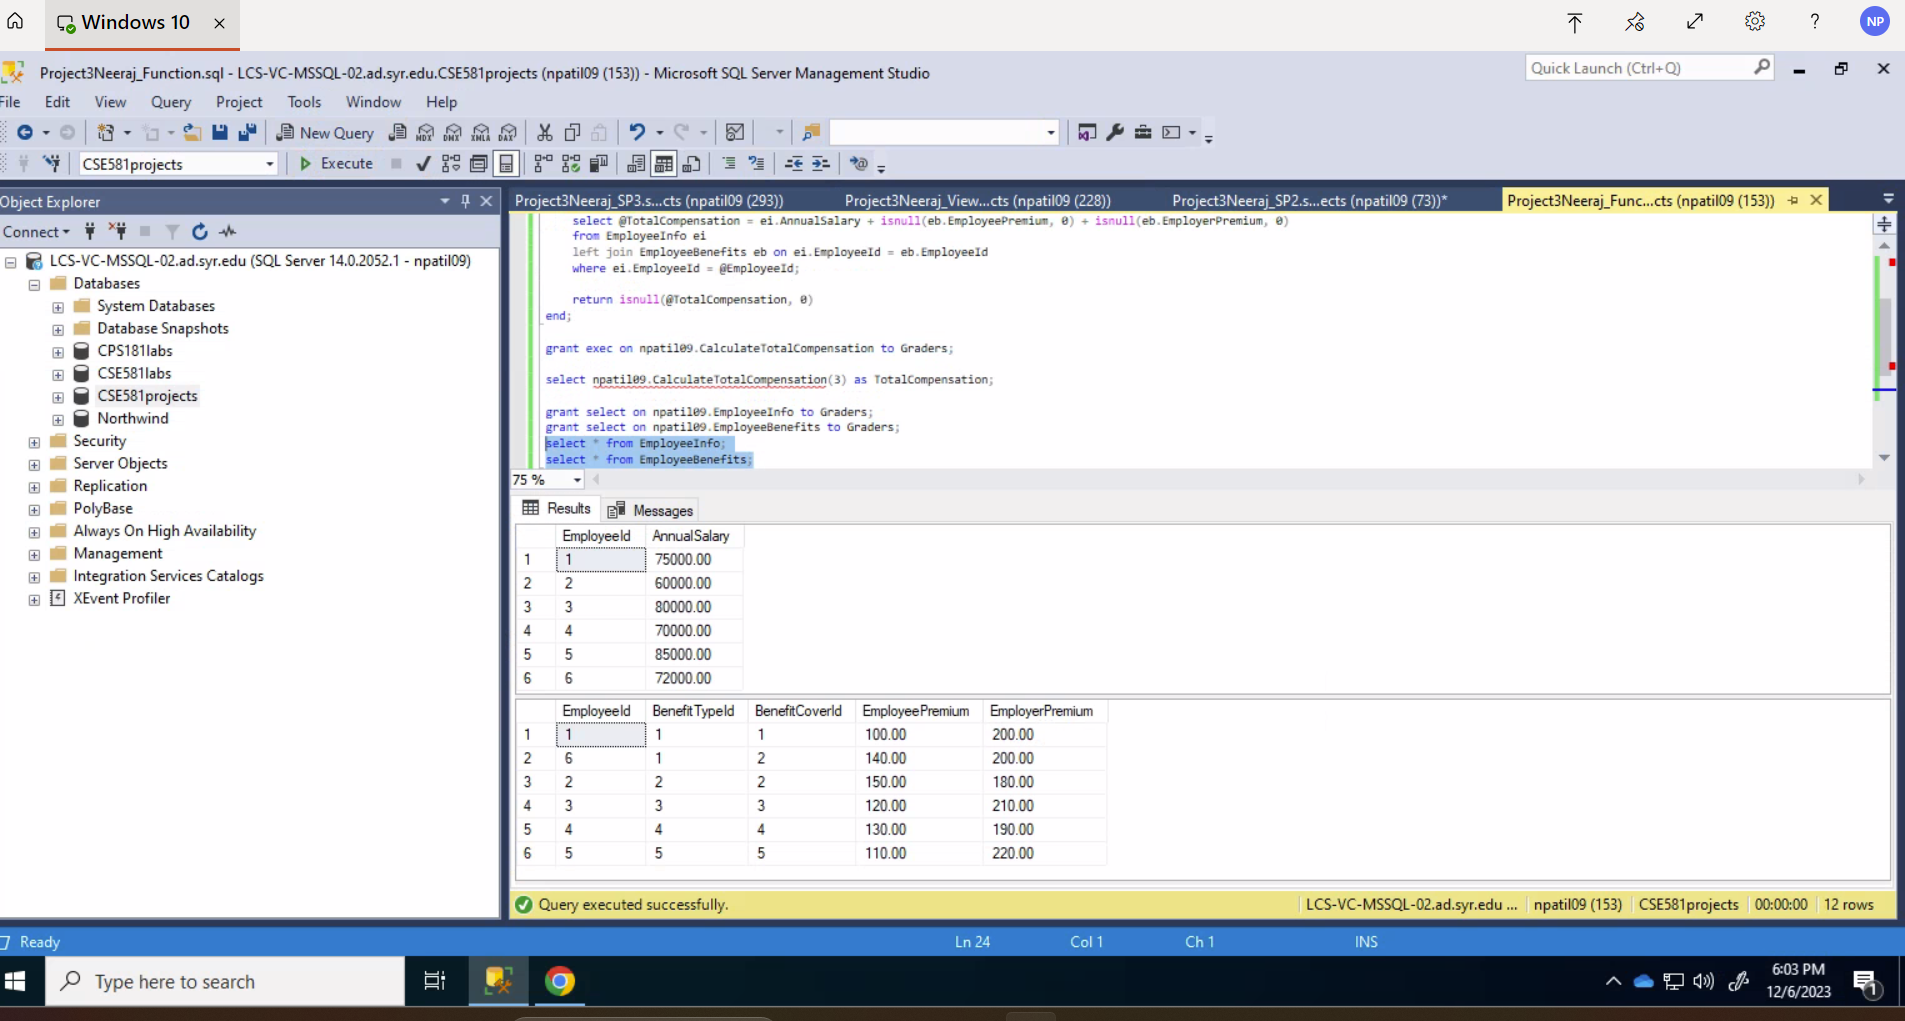 Windows 10
NP
Project3Neeraj_Function.sql - LCS-VC-MSSQL-02.ad.syr.edu.CSE581projects (npatil09 (153)) - Microsoft SQL Server Management Studio
Quick Launch (Ctrl+Q)
File Edit View Query Project Tools Window Help
New Query
CSE581projects
Execute
Object Explorer
Connect
LCS-VC-MSSQL-02.ad.syr.edu (SQL Server 14.0.2052.1 - npatil09)
Databases
System Databases
Database Snapshots
CPS181labs
CSE581labs
CSE581projects
Northwind
Security
Server Objects
Replication
PolyBase
Always On High Availability
Management
Integration Services Catalogs
XEvent Profiler
Project3Neeraj_SP3.s...cts (npatil09 (293)) Project3Neeraj_View...cts (npatil09 (228)) Project3Neeraj_SP2.s...ects (npatil09 (73))* Project3Neeraj_Func...cts (npatil09 (153))
select @TotalCompensation = ei.AnnualSalary + isnull(eb.EmployeePremium, 0) + isnull(eb.EmployerPremium, 0)
from EmployeeInfo ei
left join EmployeeBenefits eb on ei.EmployeeId = eb.EmployeeId
where ei.EmployeeId = @EmployeeId;
return isnull(@TotalCompensation, 0)
end;
grant exec on npatil09.CalculateTotalCompensation to Graders;
select npatil09.CalculateTotalCompensation(3) as TotalCompensation;
grant select on npatil09.EmployeeInfo to Graders;
grant select on npatil09.EmployeeBenefits to Graders;
select * from EmployeeInfo;
select * from EmployeeBenefits;
75 %
Results Messages
EmployeeId AnnualSalary
1 1 75000.00
2 2 60000.00
3 3 80000.00
4 4 70000.00
5 5 85000.00
6 6 72000.00
EmployeeId BenefitTypeId BenefitCoverId EmployeePremium EmployerPremium
1 1 1 1 100.00 200.00
2 6 1 2 140.00 200.00
3 2 2 2 150.00 180.00
4 3 3 3 120.00 210.00
5 4 4 4 130.00 190.00
6 5 5 5 110.00 220.00
Query executed successfully.
LCS-VC-MSSQL-02.ad.syr.edu ... npatil09 (153) CSE581projects 00:00:00 12 rows
Ready Ln 24 Col 1 Ch 1 INS
Type here to search
6:03 PM
12/6/2023
1